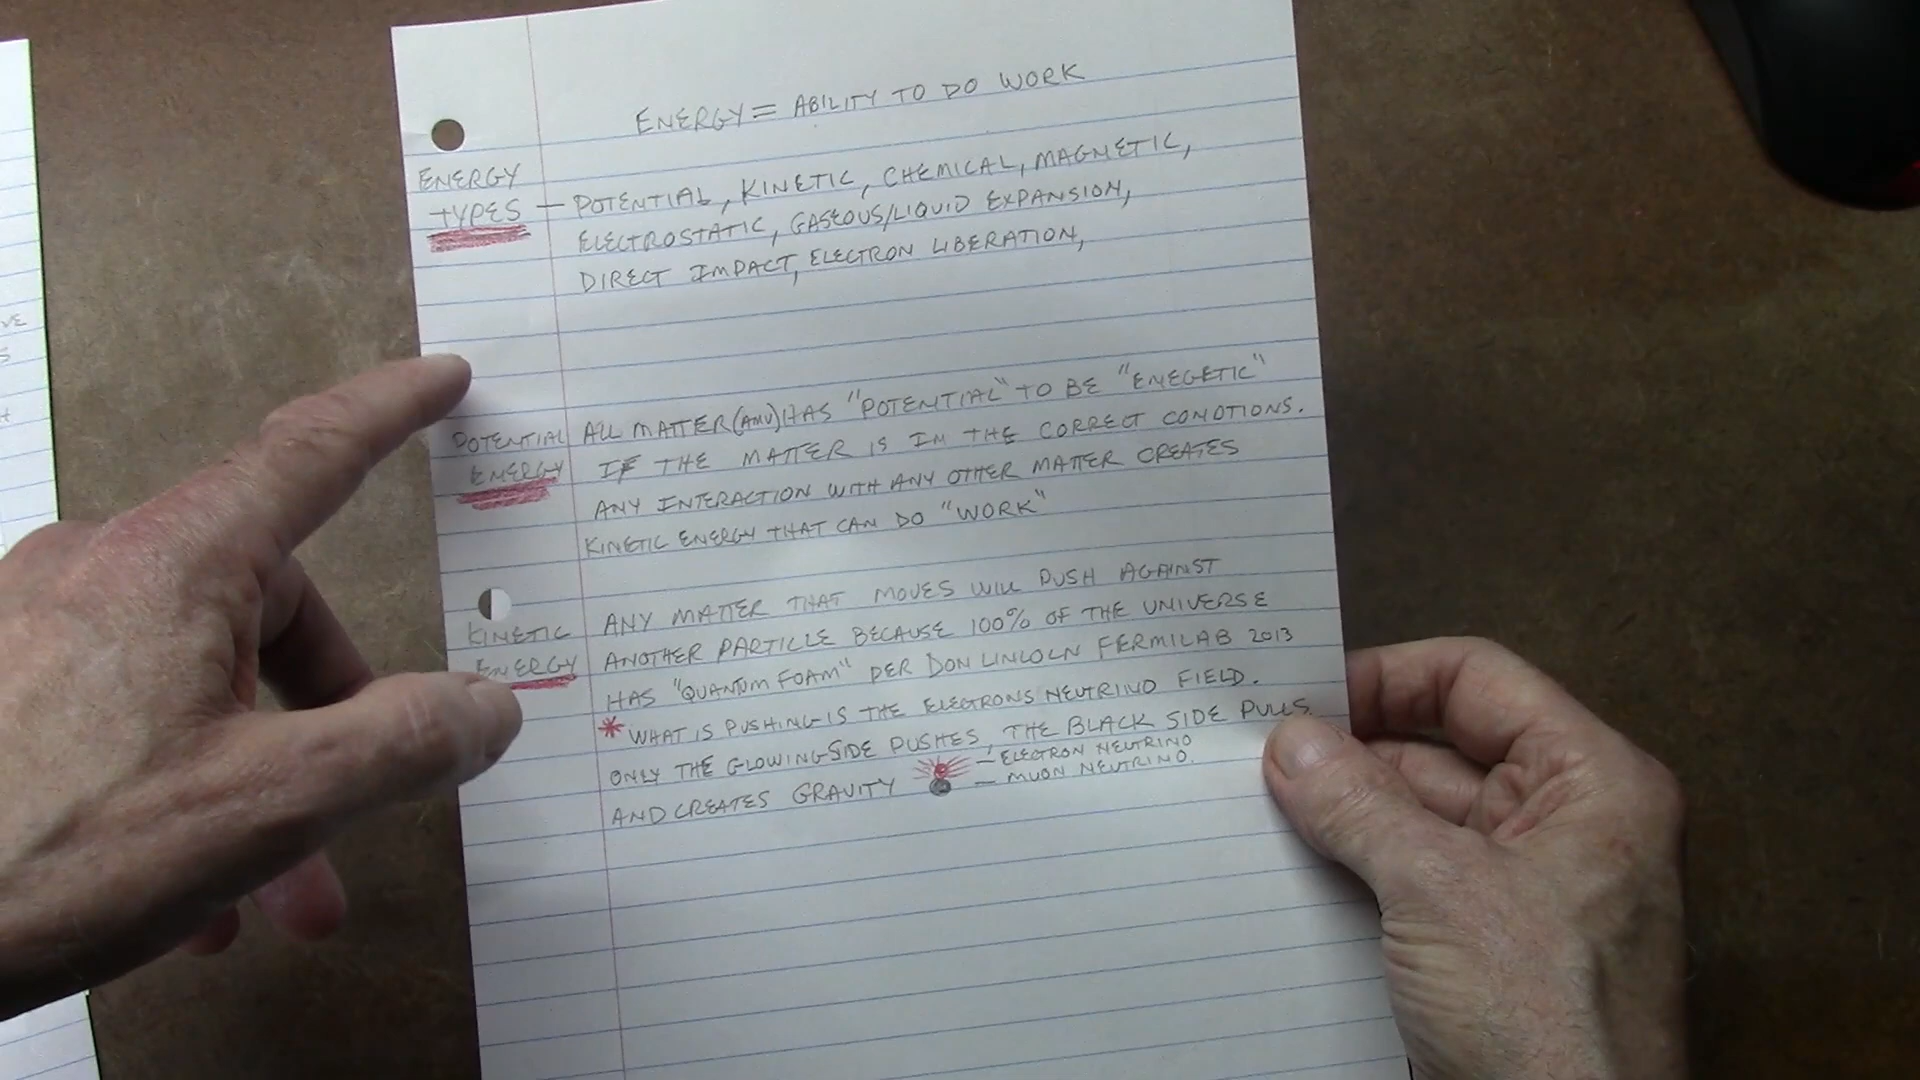 ENERGY = ABILITY TO DO WORK
ENERGY
TYPES — POTENTIAL, KINETIC, CHEMICAL, MAGNETIC,
ELECTROSTATIC, GASEOUS/LIQUID EXPANSION,
DIRECT IMPACT, ELECTRON LIBERATION,
POTENTIAL ALL MATTER (AMU) HAS "POTENTIAL" TO BE "ENEGETIC"
ENERGY IF THE MATTER IS IN THE CORRECT CONOTIONS.
ANY INTERACTION WITH ANY OTHER MATTER CREATES
KINETIC ENERGY THAT CAN DO "WORK"
KINETIC ANY MATTER THAT MOVES WILL PUSH AGAINST
ENERGY ANOTHER PARTICLE BECAUSE 100% OF THE UNIVERSE
HAS "QUANTUM FOAM" PER DON LINCOLN FERMILAB 2013
* WHAT IS PUSHING IS THE ELECTRONS NEUTRINO FIELD.
ONLY THE GLOWING SIDE PUSHES, THE BLACK SIDE PULLS
AND CREATES GRAVITY
— ELECTRON NEUTRINO
— MUON NEUTRINO.
VE
S
H